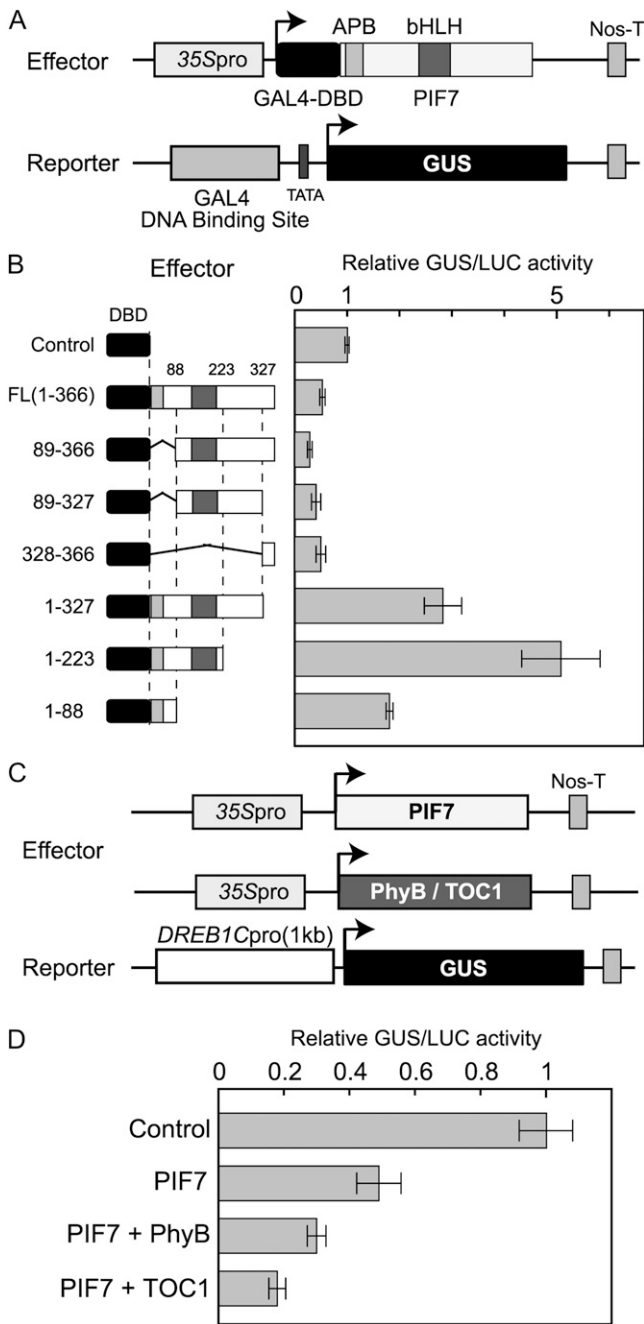 A
APB bHLH Nos-T
Effector 35Spro
GAL4-DBD PIF7
Reporter GUS
GAL4 TATA
DNA Binding Site
B
Effector Relative GUS/LUC activity
DBD 0 1 5
Control
88 223 327
FL(1-366)
89-366
89-327
328-366
1-327
1-223
1-88
C
Nos-T
35Spro PIF7
Effector
35Spro PhyB / TOC1
DREB1Cpro(1kb)
Reporter GUS
D Relative GUS/LUC activity
0 0.2 0.4 0.6 0.8 1
Control
PIF7
PIF7 + PhyB
PIF7 + TOC1